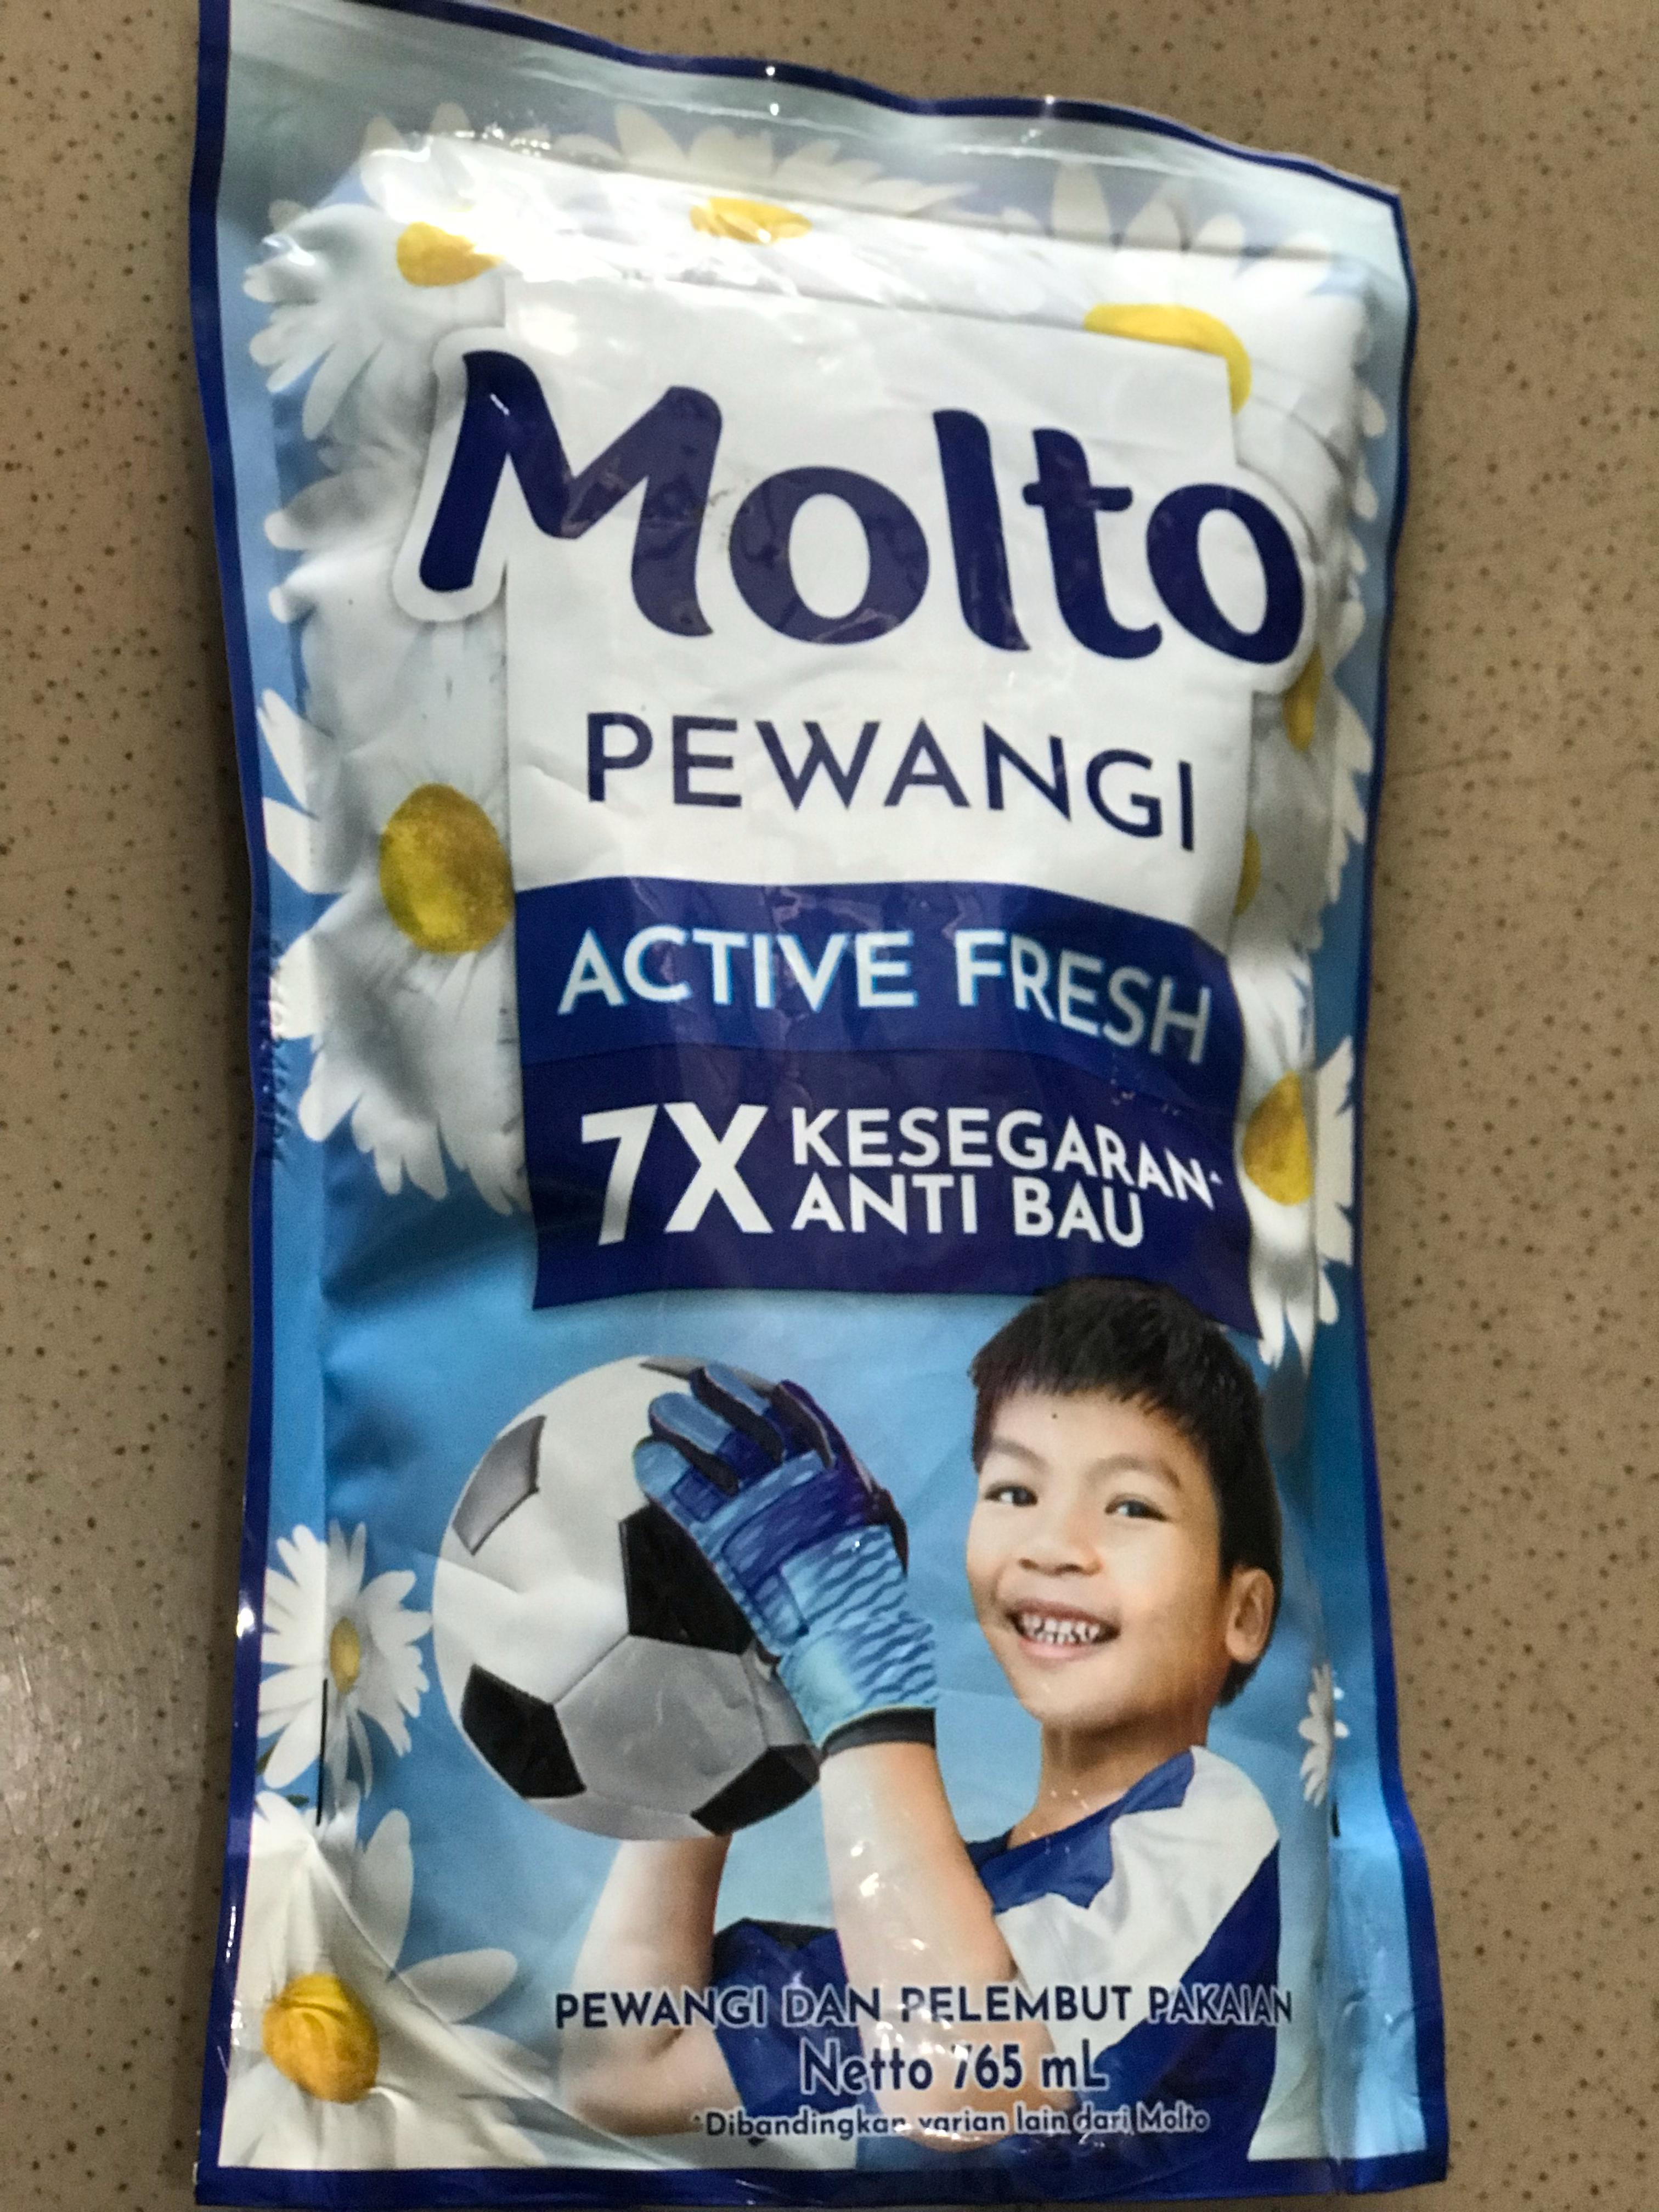 Molto
PEWANGI
ACTIVE FRESH
7X KESEGARAN^
ANTI BAU
PEWANGI DAN PELEMBUT PAKAIAN
Netto 765 mL
^Dibandingkan varian lain dari Molto